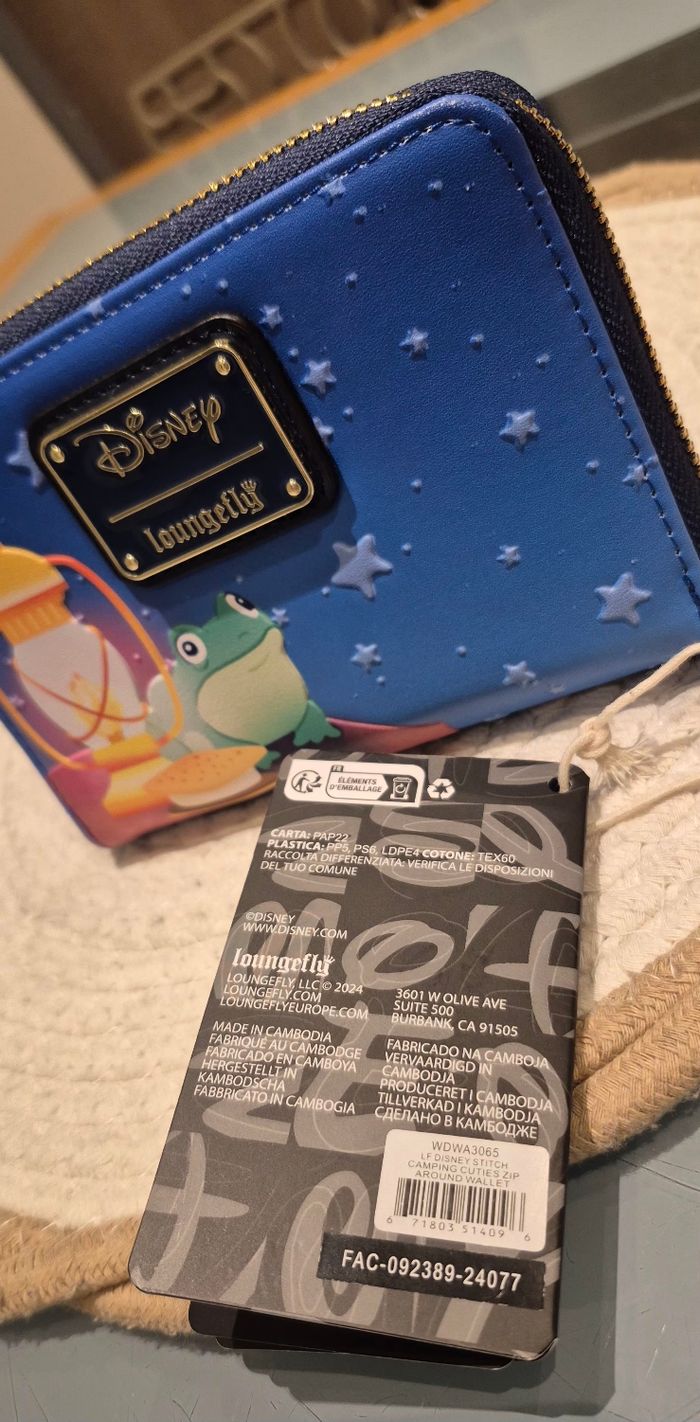 DISNEY
loungefly
FR
ÉLÉMENTS
D'EMBALLAGE
CARTA: PAP22
PLASTICA: PP5, PS6, LDPE4 COTONE: TEX60
RACCOLTA DIFFERENZIATA: VERIFICA LE DISPOSIZIONI
DEL TUO COMUNE
©DISNEY
WWW.DISNEY.COM
loungefly
LOUNGEFLY, LLC © 2024
LOUNGEFLY.COM
LOUNGEFLYEUROPE.COM
3601 W OLIVE AVE
SUITE 500
BURBANK, CA 91505
MADE IN CAMBODIA
FABRIQUÉ AU CAMBODGE
FABRICADO EN CAMBOYA
HERGESTELLT IN
KAMBODSCHA
FABBRICATO IN CAMBOGIA
FABRICADO NA CAMBOJA
VERVAARDIGD IN
CAMBODJA
PRODUCERET I CAMBODJA
TILLVERKAD I KAMBODJA
СДЕЛАНО В КАМБОДЖЕ
WDWA3065
LF DISNEY STITCH
CAMPING CUTIES ZIP
AROUND WALLET
6 71803 51409 6
FAC-092389-24077